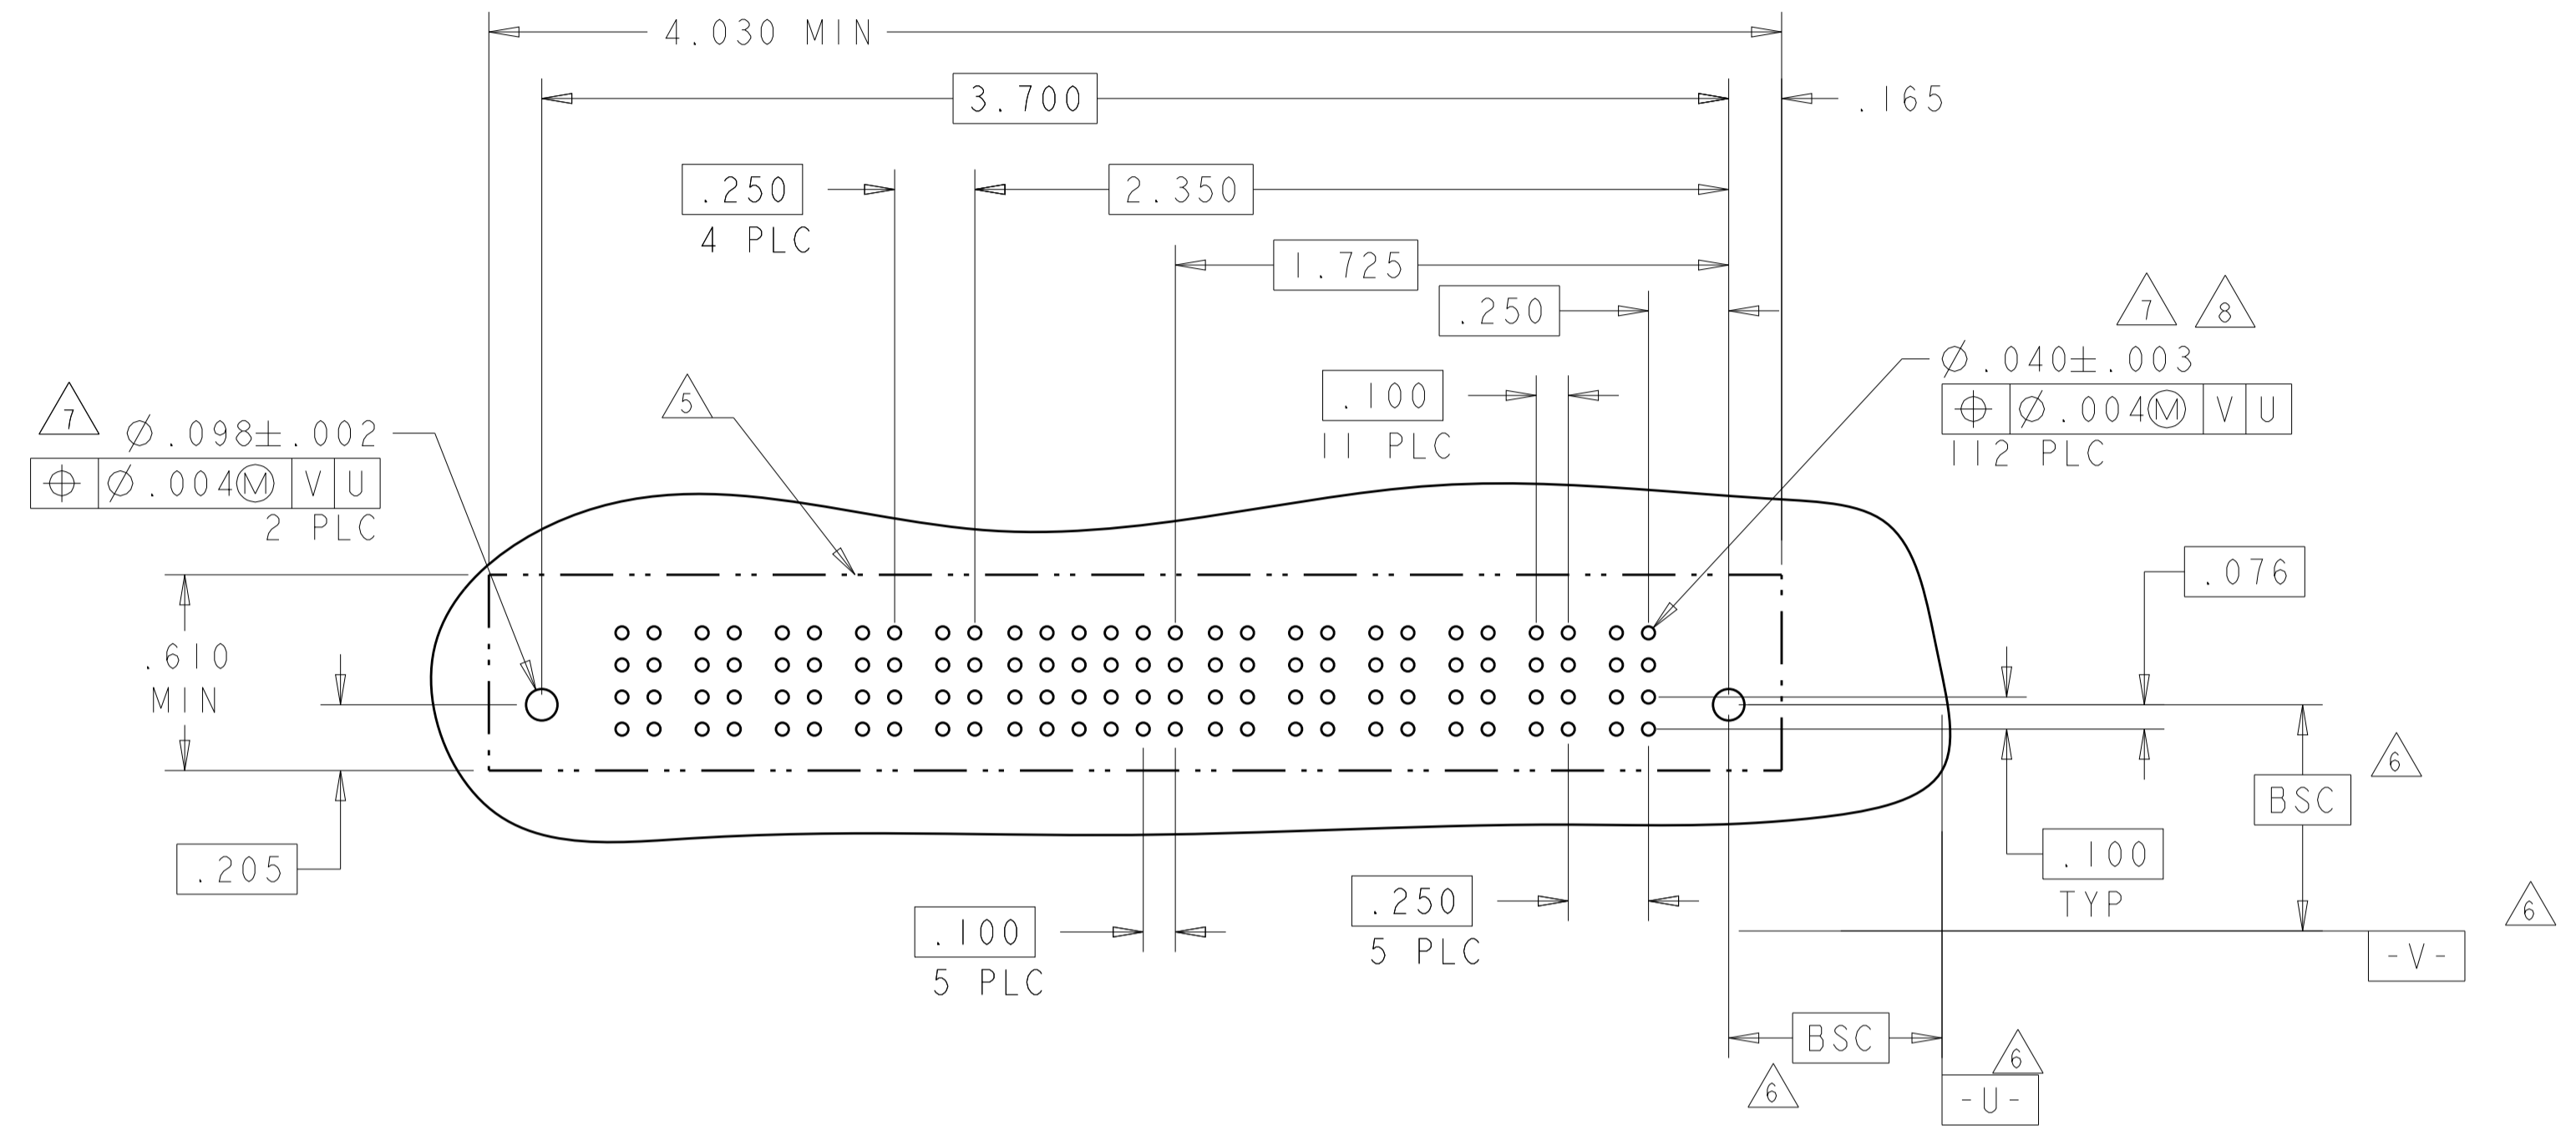 4.030 MIN
3.700
.165
.250
4 PLC
2.350
1.725
.250
7
8
Ø.040±.003
⌖ Ø.004Ⓜ V U
112 PLC
.100
11 PLC
5
7
Ø.098±.002
⌖ Ø.004Ⓜ V U
2 PLC
.076
.610
MIN
6
BSC
.205
.100
TYP
.250
5 PLC
.100
5 PLC
6
-V-
BSC
6
6
-U-